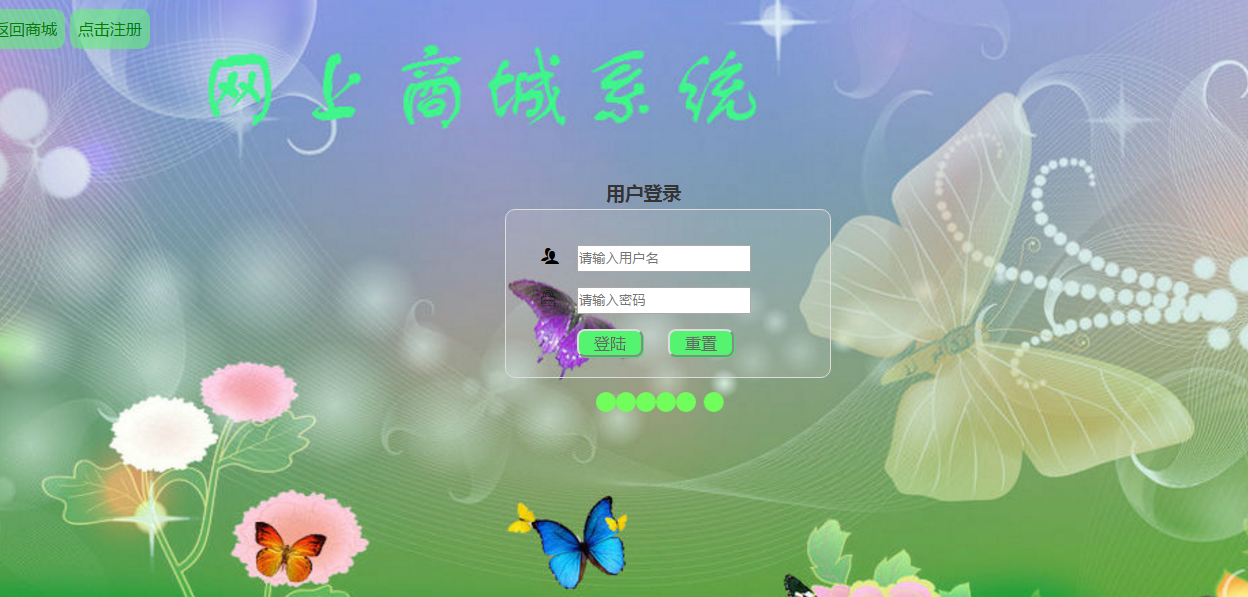 返回商城 点击注册
网上商城系统
用户登录
请输入用户名
请输入密码
登陆 重置